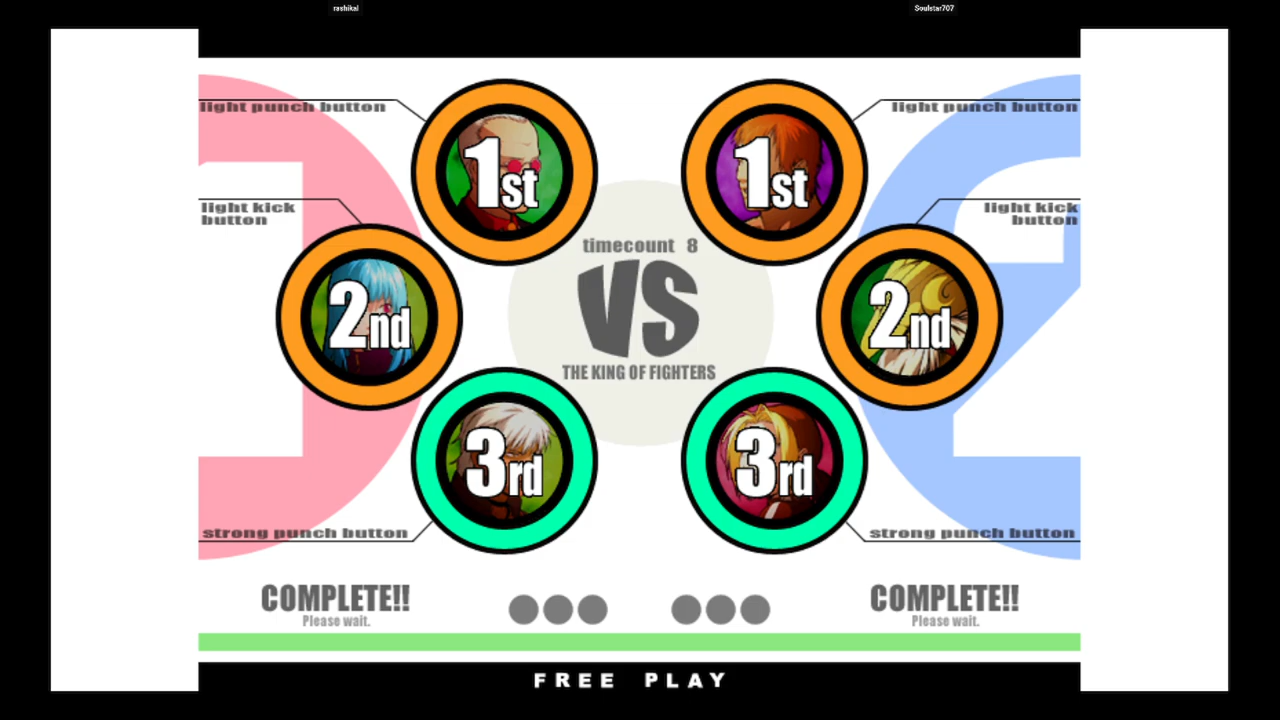 rashikal
Soulstar707
light punch button
light punch button
1st
1st
light kick
button
light kick
button
timecount 8
VS
THE KING OF FIGHTERS
2nd
2nd
3rd
3rd
strong punch button
strong punch button
COMPLETE!!
Please wait.
COMPLETE!!
Please wait.
FREE PLAY